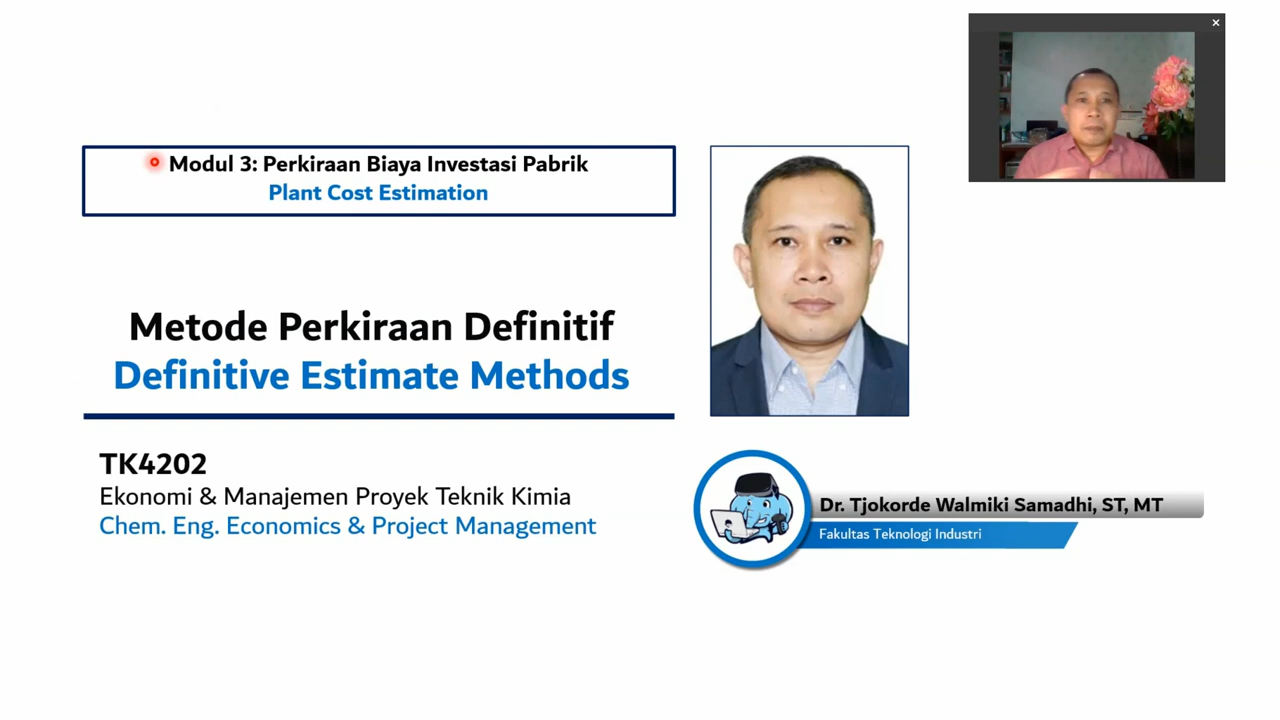 Modul 3: Perkiraan Biaya Investasi Pabrik
Plant Cost Estimation
Metode Perkiraan Definitif
Definitive Estimate Methods
TK4202
Ekonomi & Manajemen Proyek Teknik Kimia
Chem. Eng. Economics & Project Management
Dr. Tjokorde Walmiki Samadhi, ST, MT
Fakultas Teknologi Industri